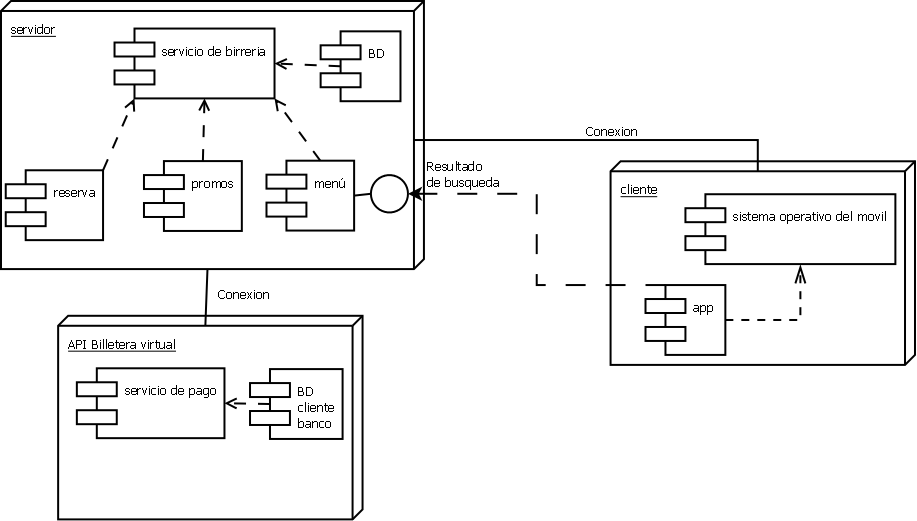 servidor
servicio de birreria
BD
reserva
promos
menú
Conexion
Resultado
de busqueda
cliente
sistema operativo del movil
app
Conexion
API Billetera virtual
servicio de pago
BD
cliente
banco